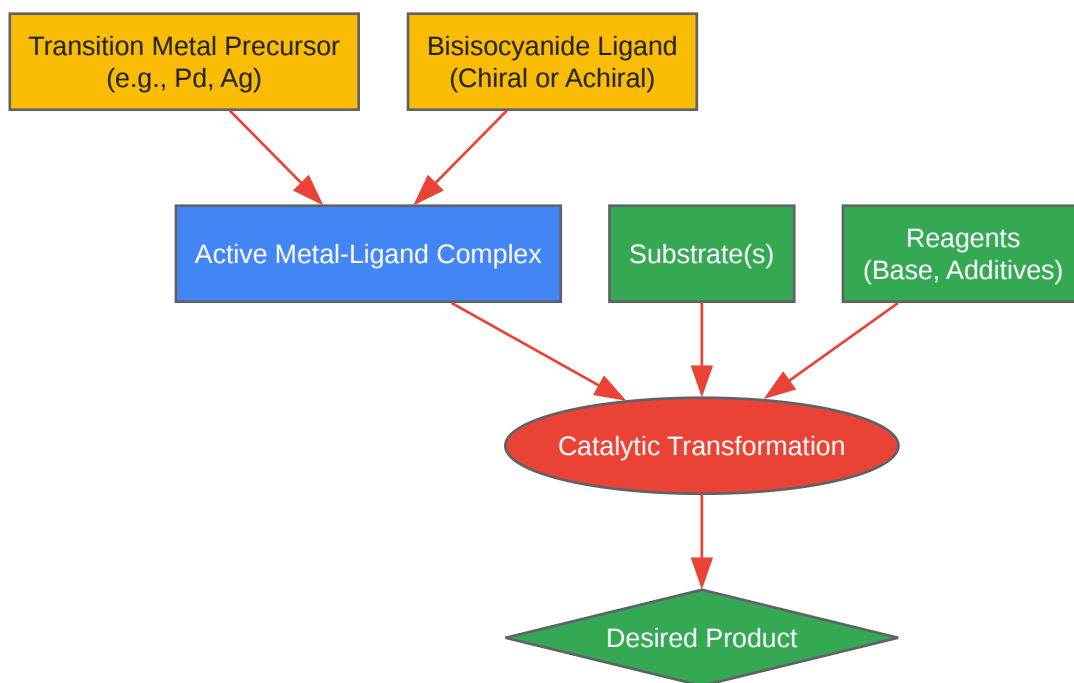 Transition Metal Precursor
(e.g., Pd, Ag)
Bisisocyanide Ligand
(Chiral or Achiral)
Active Metal-Ligand Complex
Substrate(s)
Reagents
(Base, Additives)
Catalytic Transformation
Desired Product